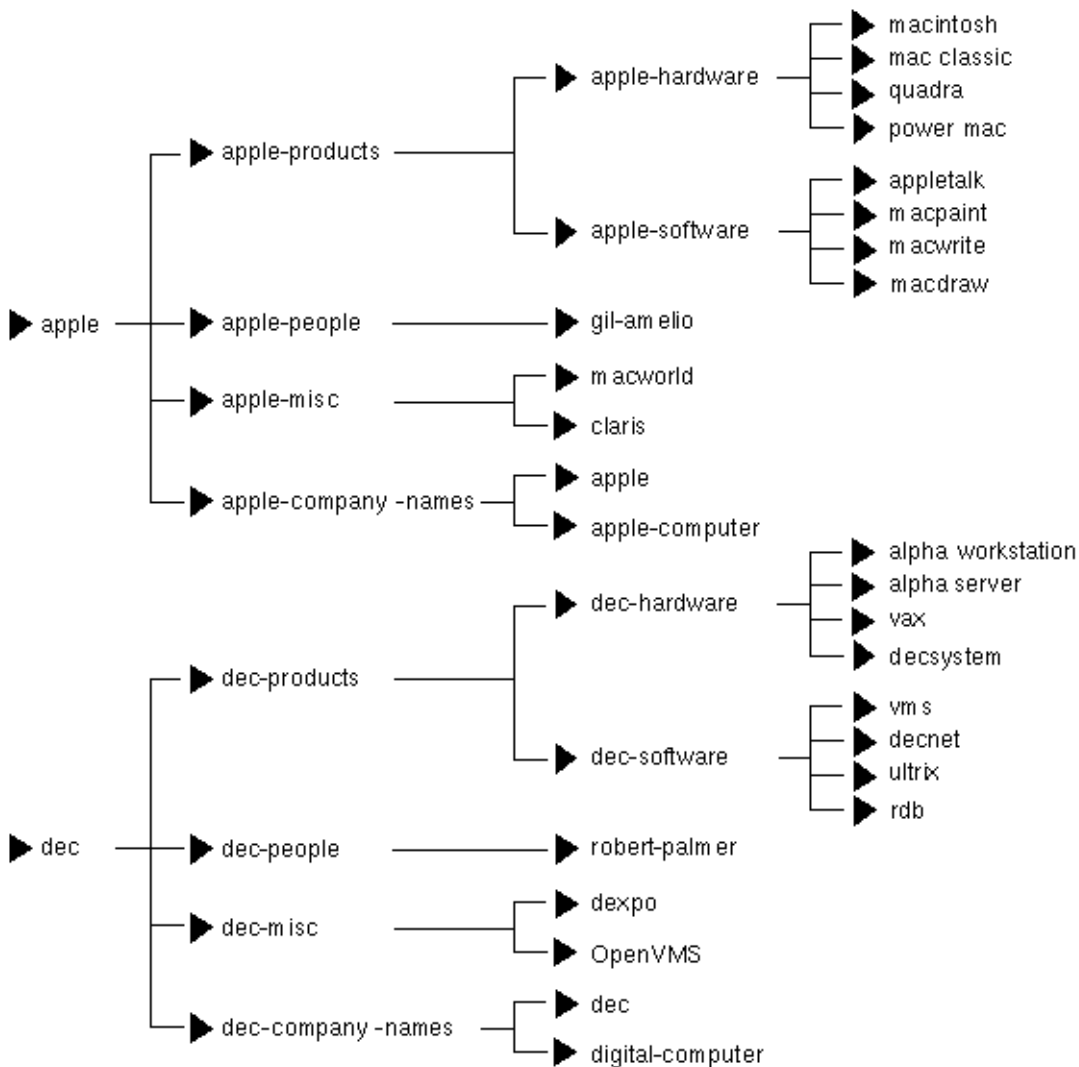 macintosh
mac classic
apple-hardware
quadra
power mac
apple-products
appletalk
macpaint
apple-software
macwrite
macdraw
apple
apple-people
gil-amelio
macworld
apple-misc
claris
apple
apple-company -names
apple-computer
alpha workstation
alpha server
dec-hardware
vax
decsystem
dec-products
vms
decnet
dec-software
ultrix
rdb
dec
dec-people
robert-palmer
dexpo
dec-misc
OpenVMS
dec
dec-company -names
digital-computer